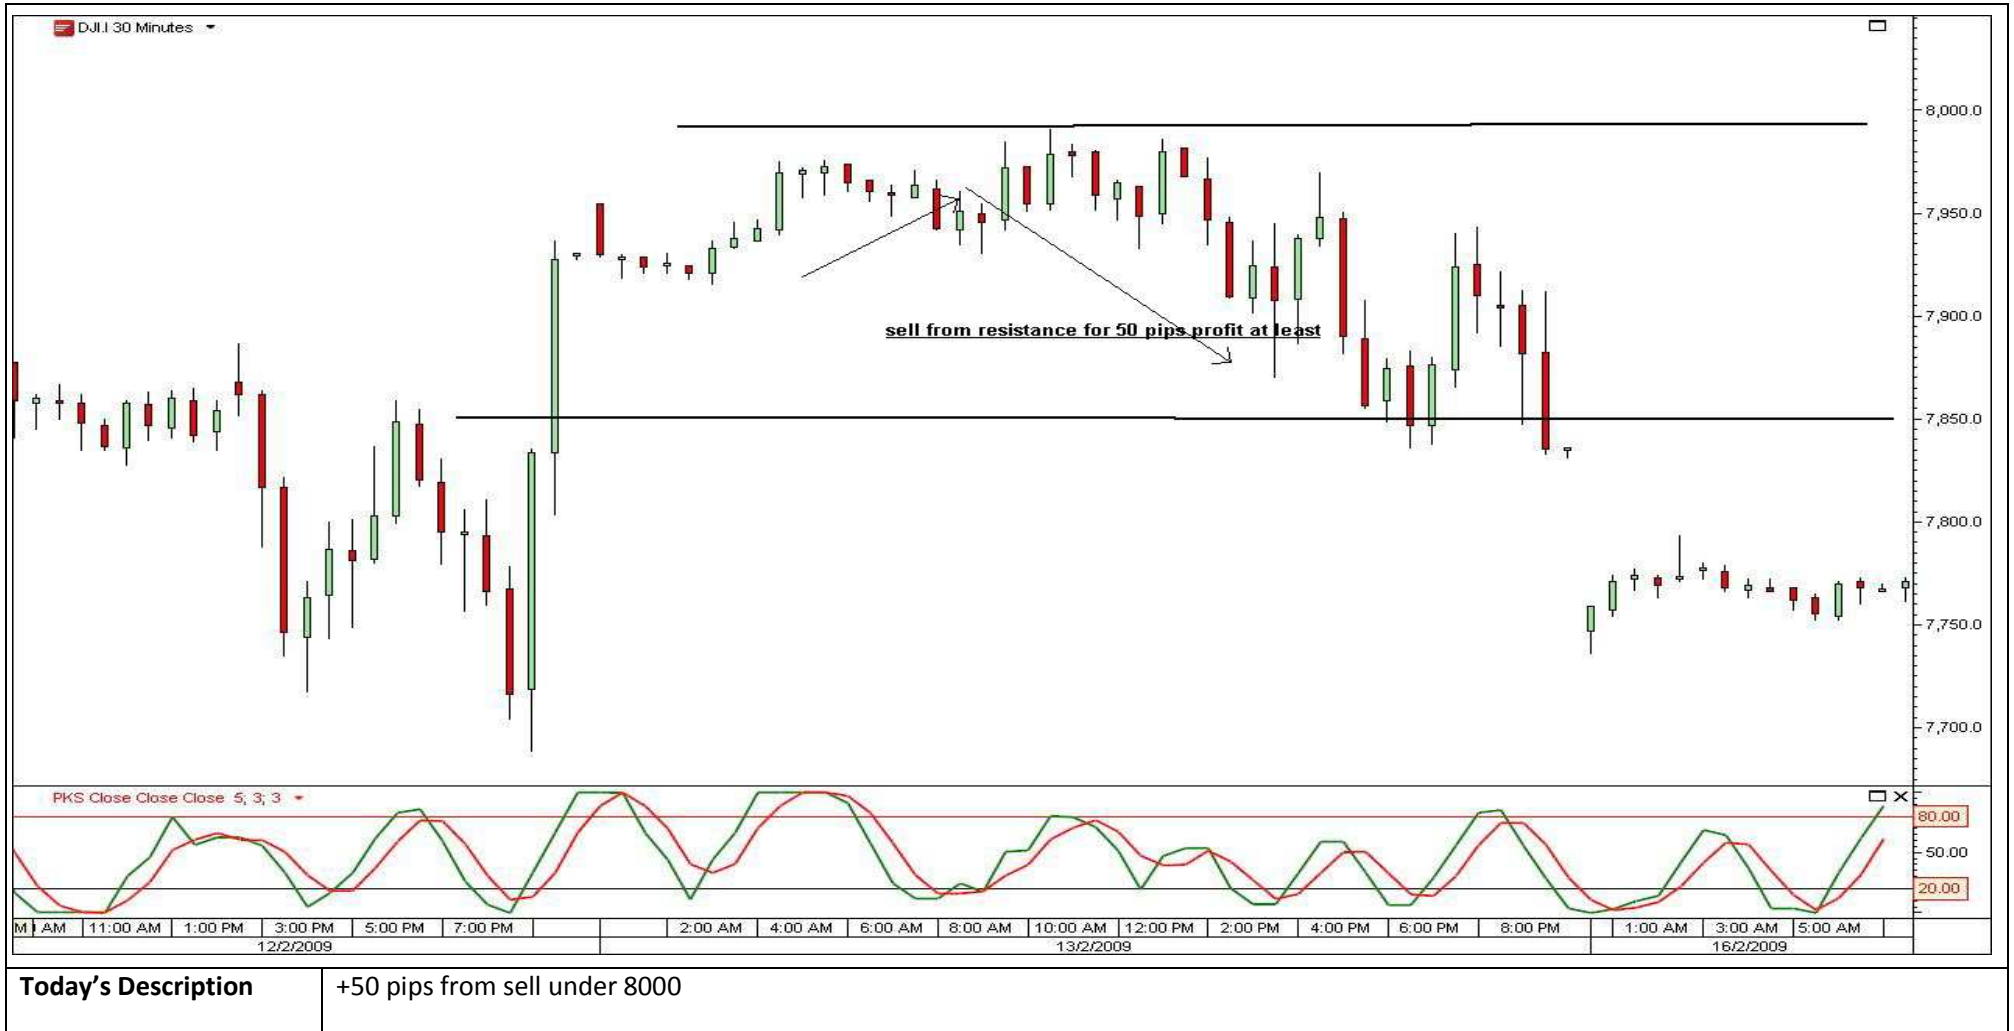 DJI.I 30 Minutes
8,000.0
7,950.0
sell from resistance for 50 pips profit at least
7,900.0
7,850.0
7,800.0
7,750.0
7,700.0
PKS Close Close Close 5; 3; 3
80.00
50.00
20.00
M AM 11:00 AM 1:00 PM 3:00 PM 5:00 PM 7:00 PM 2:00 AM 4:00 AM 6:00 AM 8:00 AM 10:00 AM 12:00 PM 2:00 PM 4:00 PM 6:00 PM 8:00 PM 1:00 AM 3:00 AM 5:00 AM
12/2/2009 13/2/2009 16/2/2009
Today's Description +50 pips from sell under 8000